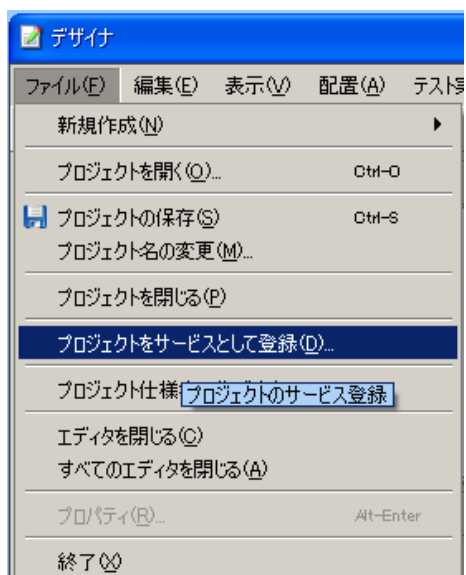 デザイナ
ファイル(F) 編集(E) 表示(V) 配置(A) テスト
新規作成(N)
プロジェクトを開く(O)... Ctrl-O
プロジェクトの保存(S) Ctrl-S
プロジェクト名の変更(M)...
プロジェクトを閉じる(P)
プロジェクトをサービスとして登録(D)...
プロジェクト仕様
プロジェクトのサービス登録
エディタを閉じる(C)
すべてのエディタを閉じる(A)
プロパティ(R)... Alt-Enter
終了(X)